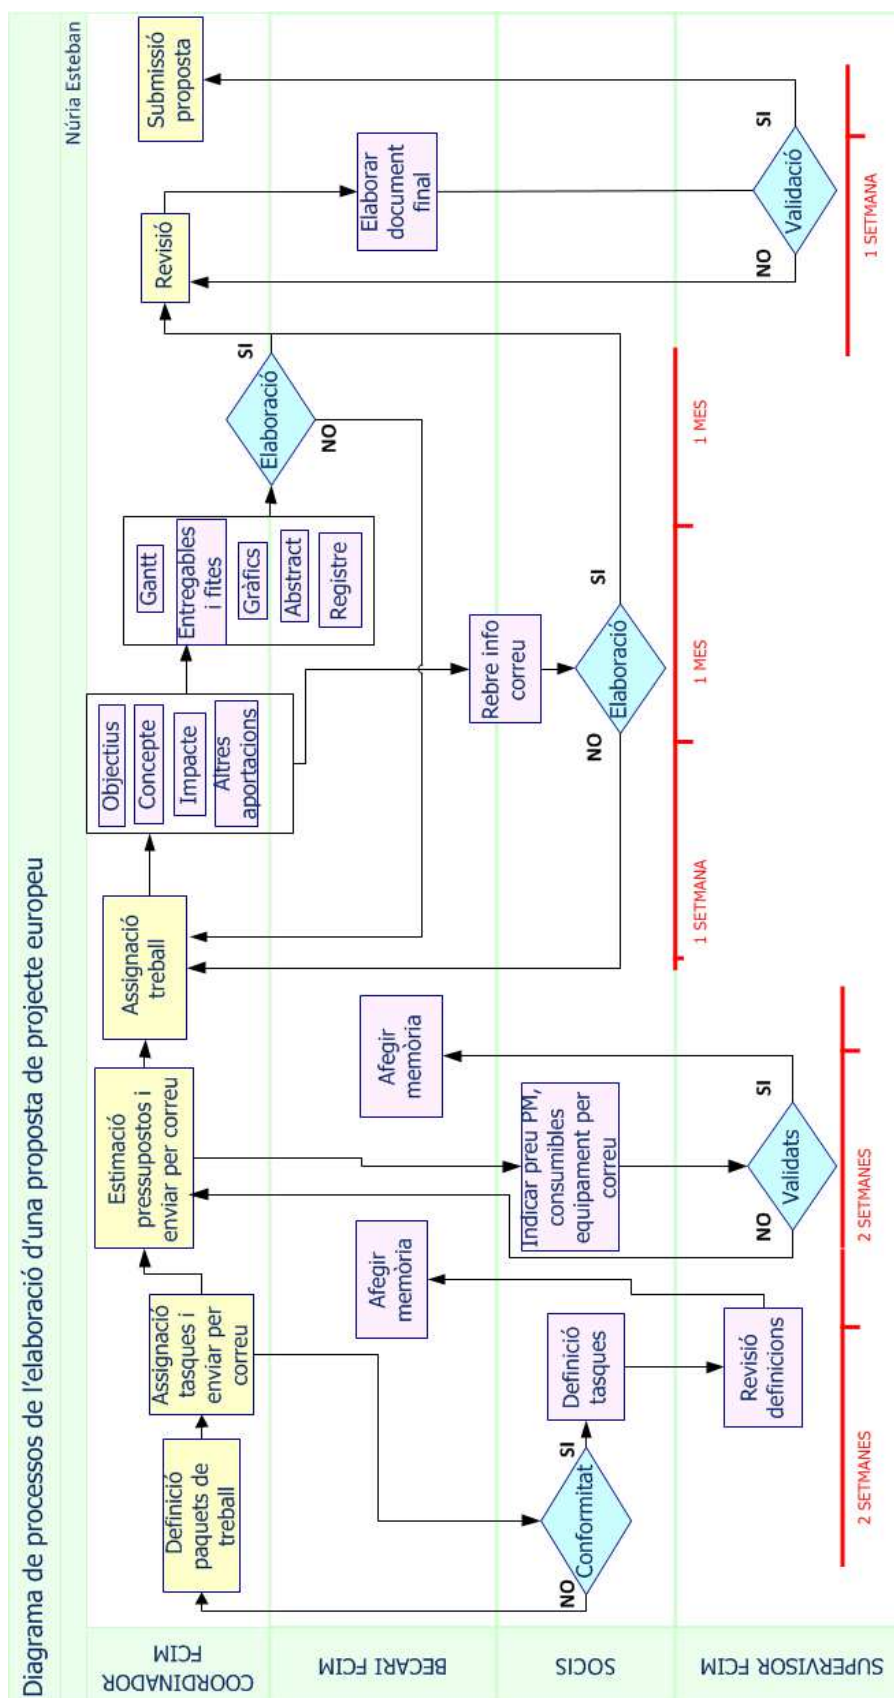 Diagrama de processos de l'elaboració d'una proposta de projecte europeu
Núria Esteban
COORDINADOR
FCIM
Definició
paquets de
treball
Assignació
tasques i
enviar per
correu
Estimació
pressupostos i
enviar per correu
Assignació
treball
Objectius
Concepte
Impacte
Altres
aportacions
Gantt
Entregables
i fites
Gràfics
Abstract
Registre
Elaboració
SI
NO
Revisió
Submissió
proposta
BECARI FCIM
Afegir
memòria
Afegir
memòria
Elaborar
document
final
SOCIS
NO
Conformitat
SI
Definició
tasques
Indicar preu PM,
consumibles
equipament per
correu
Rebre info
correu
NO
Elaboració
SI
SUPERVISOR FCIM
Revisió
definicions
NO
Validats
SI
NO
Validació
SI
2 SETMANES
2 SETMANES
1 SETMANA
1 MES
1 MES
1 SETMANA